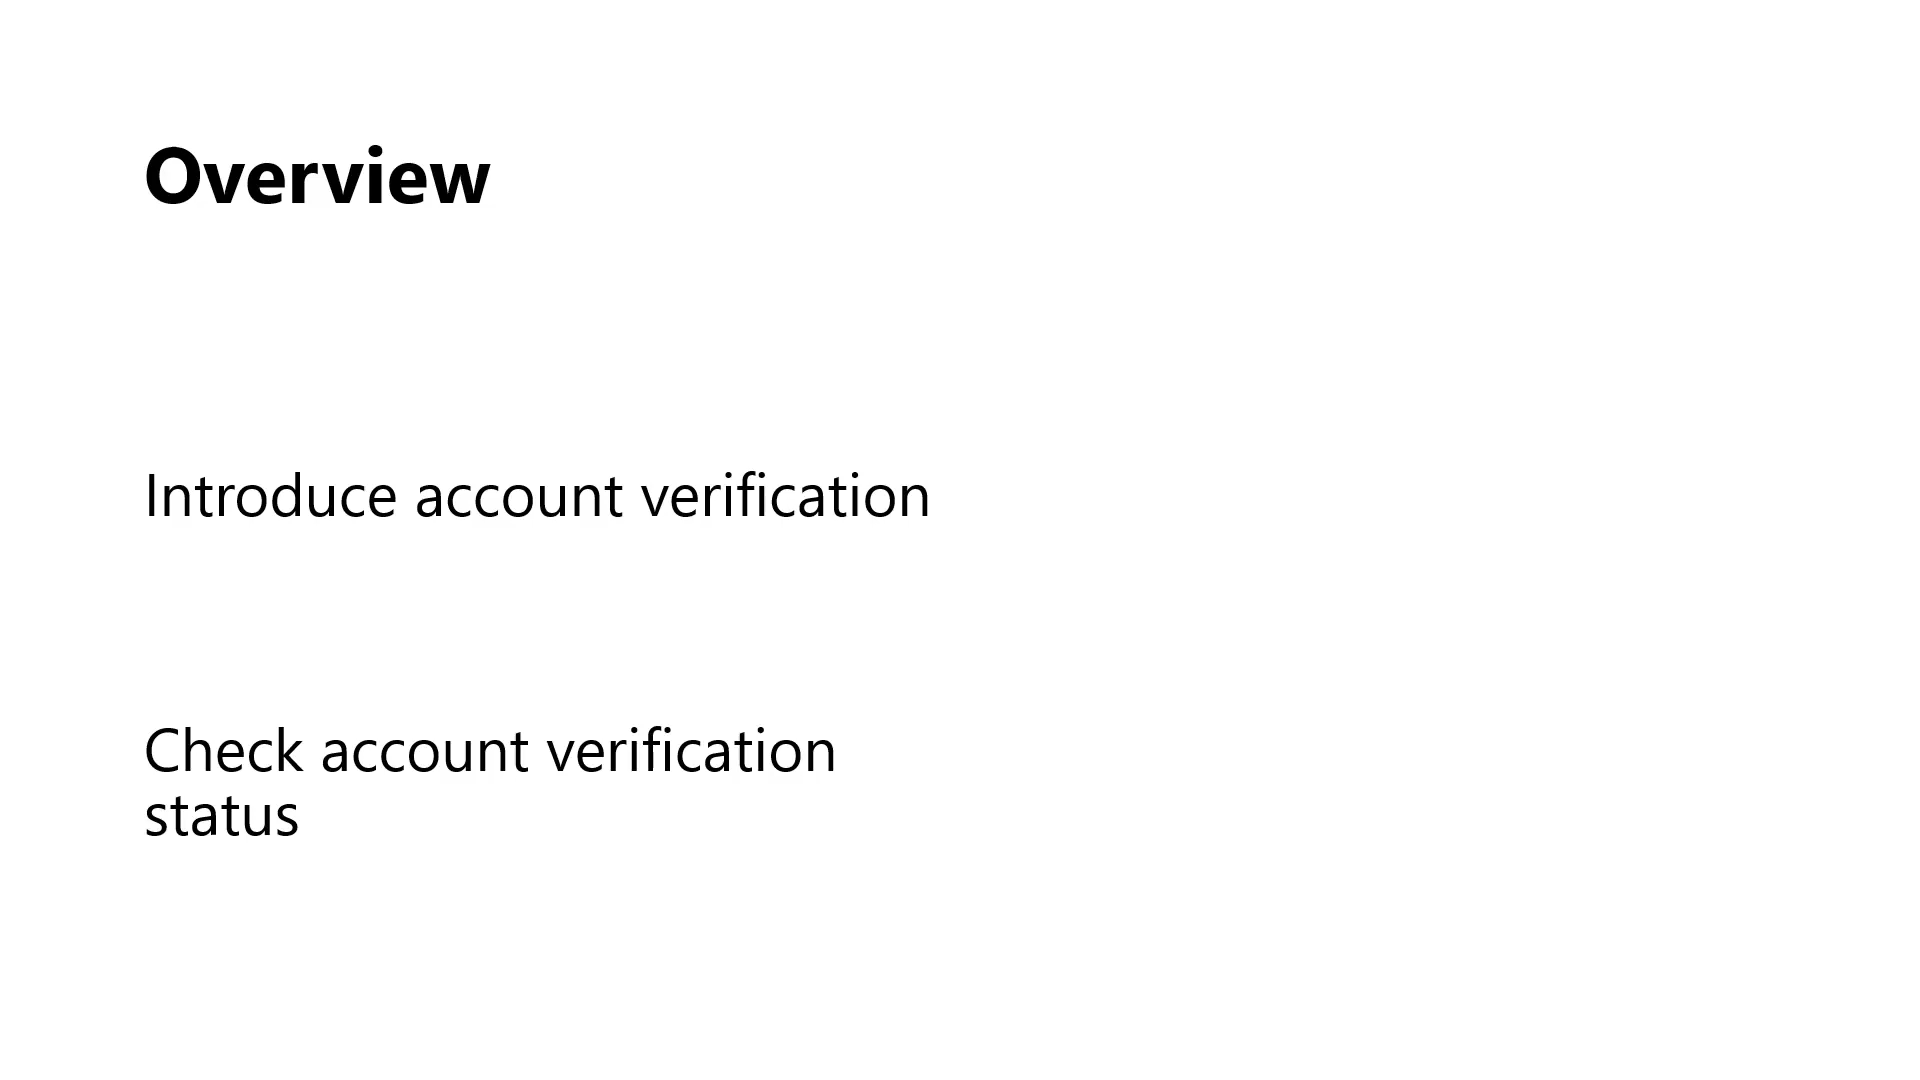 Overview
Introduce account verification
Check account verification
status